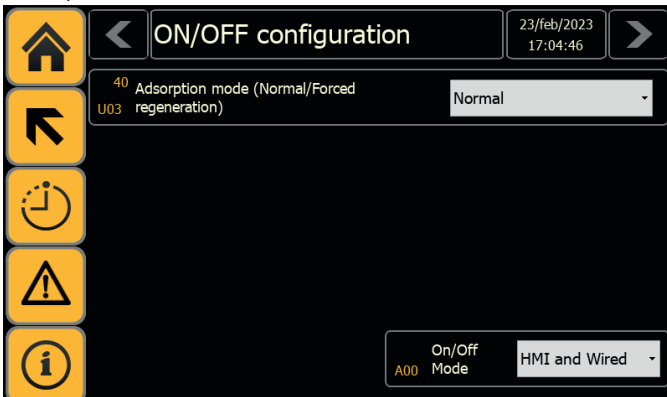 ON/OFF configuration
23/feb/2023
17:04:46
40
U03
Adsorption mode (Normal/Forced
regeneration)
Normal
A00
On/Off
Mode
HMI and Wired